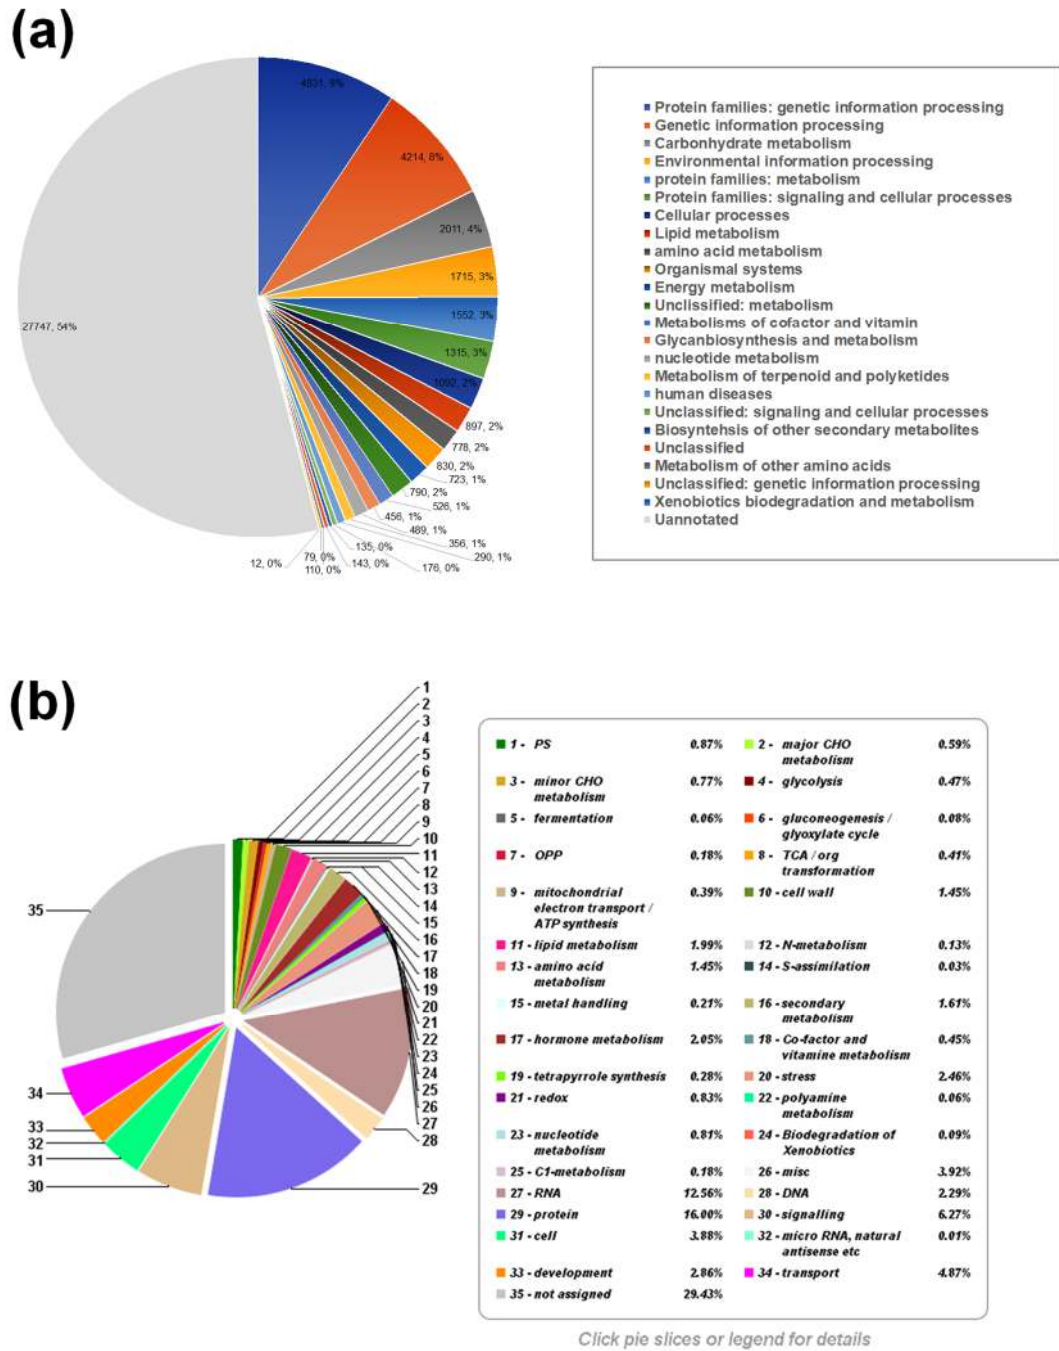 (a)
4831, 9%
4214, 8%
2011, 4%
1715, 3%
1552, 3%
1315, 3%
1092, 2%
897, 2%
778, 2%
830, 2%
723, 1%
790, 2%
526, 1%
456, 1%
489, 1%
356, 1%
290, 1%
135, 0%
176, 0%
143, 0%
79, 0%
110, 0%
12, 0%
27747, 54%
Protein families: genetic information processing
Genetic information processing
Carbonhydrate metabolism
Environmental information processing
protein families: metabolism
Protein families: signaling and cellular processes
Cellular processes
Lipid metabolism
amino acid metabolism
Organismal systems
Energy metabolism
Unclissified: metabolism
Metabolisms of cofactor and vitamin
Glycanbiosynthesis and metabolism
nucleotide metabolism
Metabolism of terpenoid and polyketides
human diseases
Unclassified: signaling and cellular processes
Biosyntehsis of other secondary metabolites
Unclassified
Metabolism of other amino acids
Unclassified: genetic information processing
Xenobiotics biodegradation and metabolism
Unannotated
(b)
1
2
3
4
5
6
7
8
9
10
11
12
13
14
15
16
17
18
19
20
21
22
23
24
25
26
27
28
29
30
31
32
33
34
35
1 - PS 0.87%
2 - major CHO
metabolism 0.59%
3 - minor CHO
metabolism 0.77%
4 - glycolysis 0.47%
5 - fermentation 0.06%
6 - gluconeogenesis /
glyoxylate cycle 0.08%
7 - OPP 0.18%
8 - TCA / org
transformation 0.41%
9 - mitochondrial
electron transport /
ATP synthesis 0.39%
10 - cell wall 1.45%
11 - lipid metabolism 1.99%
12 - N-metabolism 0.13%
13 - amino acid
metabolism 1.45%
14 - S-assimilation 0.03%
15 - metal handling 0.21%
16 - secondary
metabolism 1.61%
17 - hormone metabolism 2.05%
18 - Co-factor and
vitamine metabolism 0.45%
19 - tetrapyrrole synthesis 0.28%
20 - stress 2.46%
21 - redox 0.83%
22 - polyamine
metabolism 0.06%
23 - nucleotide
metabolism 0.81%
24 - Biodegradation of
Xenobiotics 0.09%
25 - C1-metabolism 0.18%
26 - misc 3.92%
27 - RNA 12.56%
28 - DNA 2.29%
29 - protein 16.00%
30 - signalling 6.27%
31 - cell 3.88%
32 - micro RNA, natural
antisense etc 0.01%
33 - development 2.86%
34 - transport 4.87%
35 - not assigned 29.43%
Click pie slices or legend for details